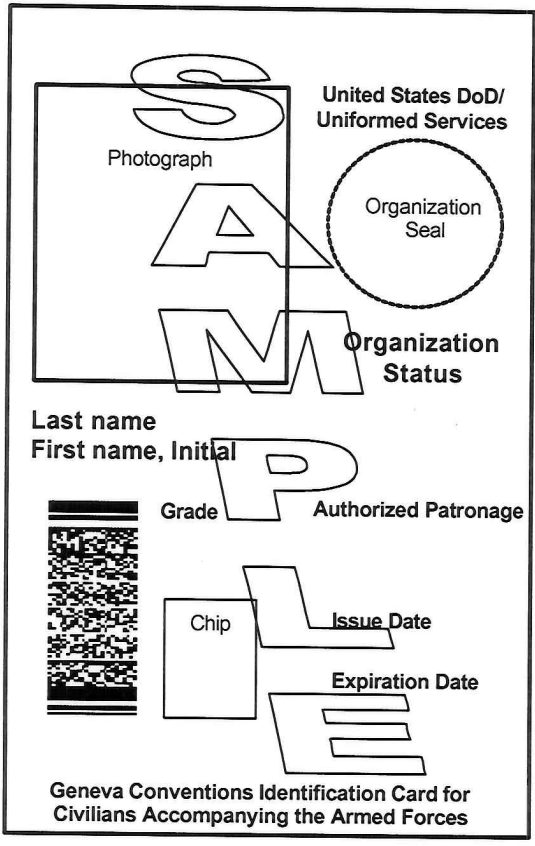 SAMPLE
United States DoD/
Uniformed Services
Photograph
Organization
Seal
Organization
Status
Last name
First name, Initial
Grade
Authorized Patronage
Chip
Issue Date
Expiration Date
Geneva Conventions Identification Card for
Civilians Accompanying the Armed Forces